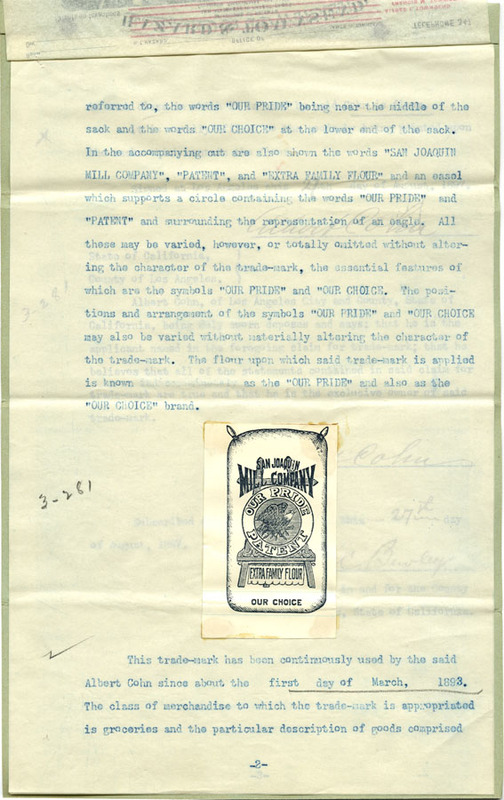 TELEPHONE 241
referred to, the words "OUR PRIDE" being near the middle of the
sack and the words "OUR CHOICE" at the lower end of the sack.
In the accompanying cut are also shown the words "SAN JOAQUIN
MILL COMPANY", "PATENT", and "EXTRA FAMILY FLOUR" and an easel
which supports a circle containing the words "OUR PRIDE" and
"PATENT" and surrounding the representation of an eagle. All
these may be varied, however, or totally omitted without alter-
ing the character of the trade-mark, the essential features of
which are the symbols "OUR PRIDE" and "OUR CHOICE. The posi-
tions and arrangement of the symbols "OUR PRIDE" and "OUR CHOICE
may also be varied without materially altering the character of
the trade-mark. The flour upon which said trade-mark is applied
is known as the "OUR PRIDE" and also as the
"OUR CHOICE" brand.
3-281
SAN JOAQUIN
MILL COMPANY
OUR PRIDE
PATENT
EXTRA FAMILY FLOUR
OUR CHOICE
This trade-mark has been continuously used by the said
Albert Cohn since about the first day of March, 1893.
The class of merchandise to which the trade-mark is appropriated
is groceries and the particular description of goods comprised
-2-